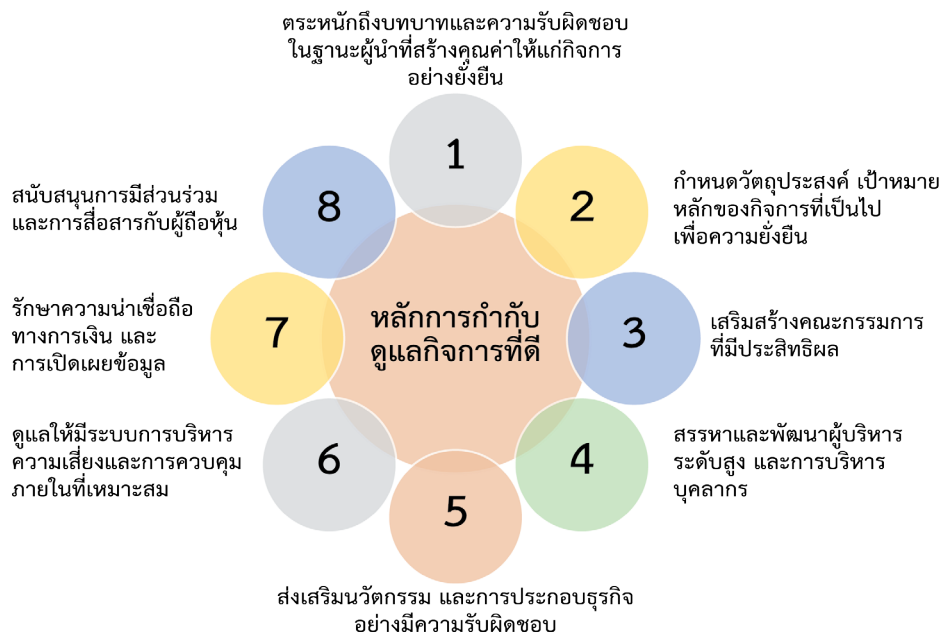 ตระหนักถึงบทบาทและความรับผิดชอบ
ในฐานะผู้นำที่สร้างคุณค่าให้แก่กิจการ
อย่างยั่งยืน
1
2
กำหนดวัตถุประสงค์ เป้าหมาย
หลักของกิจการที่เป็นไป
เพื่อความยั่งยืน
3
เสริมสร้างคณะกรรมการ
ที่มีประสิทธิผล
4
สรรหาและพัฒนาผู้บริหาร
ระดับสูง และการบริหาร
บุคลากร
5
ส่งเสริมนวัตกรรม และการประกอบธุรกิจ
อย่างมีความรับผิดชอบ
6
ดูแลให้มีระบบการบริหาร
ความเสี่ยงและการควบคุม
ภายในที่เหมาะสม
7
รักษาความน่าเชื่อถือ
ทางการเงิน และ
การเปิดเผยข้อมูล
8
สนับสนุนการมีส่วนร่วม
และการสื่อสารกับผู้ถือหุ้น
หลักการกำกับ
ดูแลกิจการที่ดี